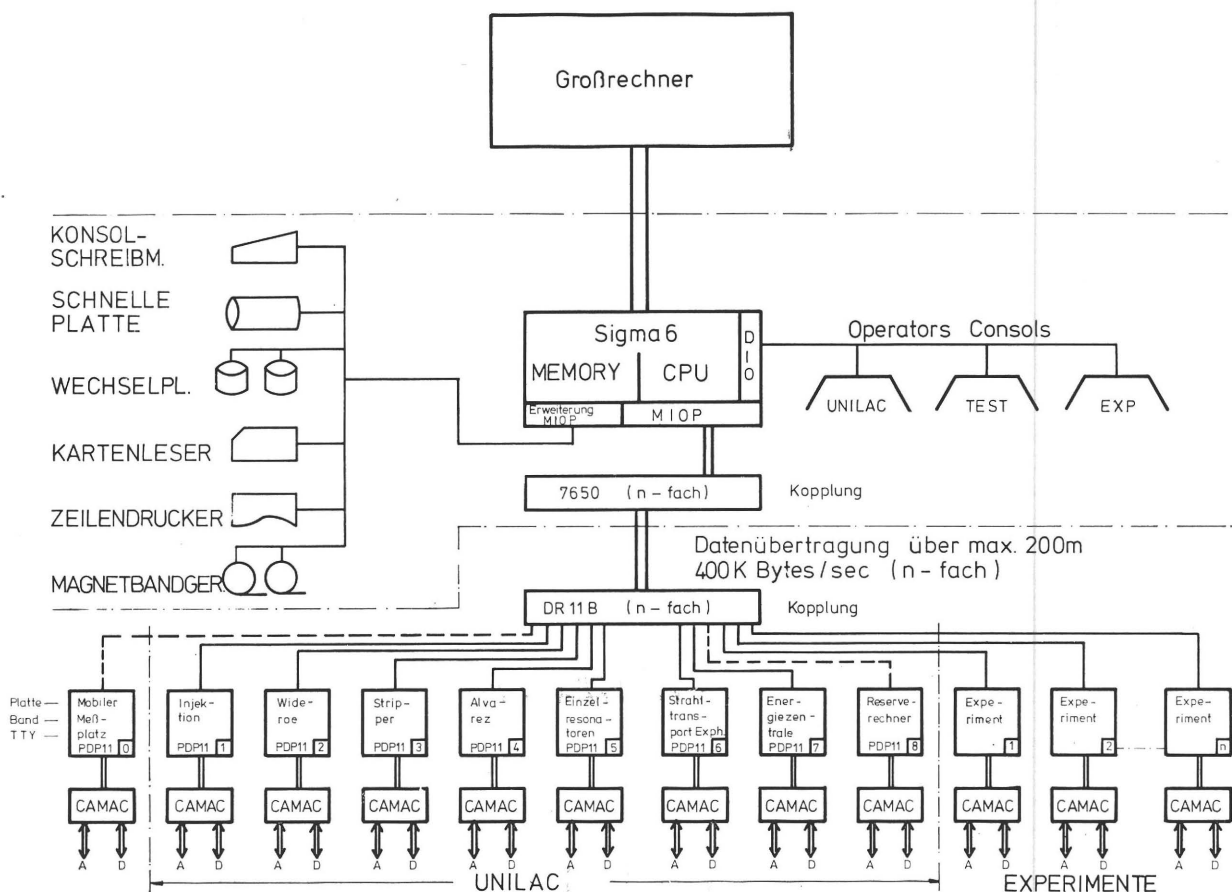 Großrechner
KONSOL-
SCHREIBM.
SCHNELLE
PLATTE
WECHSELPL.
KARTENLESER
ZEILENDRUCKER
MAGNETBANDGER.
Sigma 6
MEMORY
CPU
DIO
Erweiterung
MIOP
MIOP
Operators Consols
UNILAC
TEST
EXP
7650 (n - fach)
Kopplung
Datenübertragung über max. 200m
400K Bytes/sec (n - fach)
DR 11 B (n - fach)
Kopplung
Platte
Band
TTY
Mobiler
Meß-
platz
PDP11 0
Injek-
tion
PDP11 1
Wide-
roe
PDP11 2
Strip-
per
PDP11 3
Alva-
rez
PDP11 4
Einzel-
resona-
toren
PDP11 5
Strahl-
trans-
port Exph.
PDP11 6
Ener-
giezen-
trale
PDP11 7
Reserve-
rechner
PDP11 8
Expe-
riment
1
Expe-
riment
2
Expe-
riment
n
CAMAC CAMAC CAMAC CAMAC CAMAC CAMAC CAMAC CAMAC CAMAC CAMAC CAMAC CAMAC
A D A D A D A D A D A D A D A D A D A D A D A D
UNILAC
EXPERIMENTE